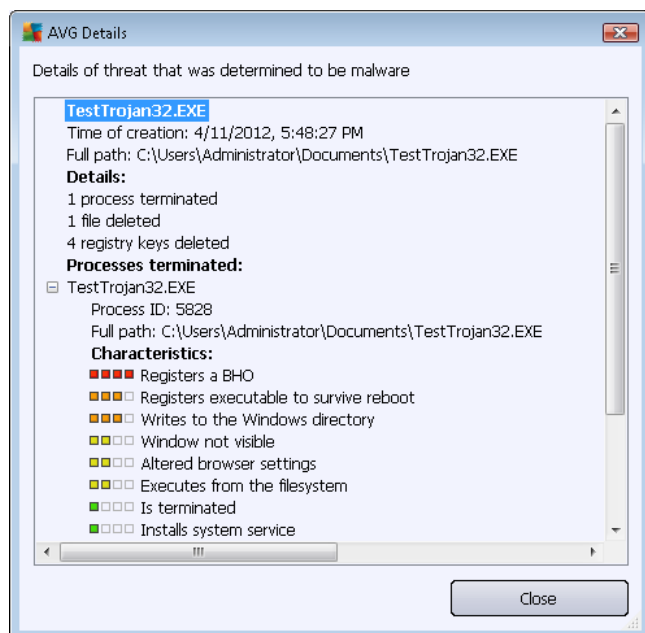 AVG Details
Details of threat that was determined to be malware
TestTrojan32.EXE
Time of creation: 4/11/2012, 5:48:27 PM
Full path: C:\Users\Administrator\Documents\TestTrojan32.EXE
Details:
1 process terminated
1 file deleted
4 registry keys deleted
Processes terminated:
TestTrojan32.EXE
Process ID: 5828
Full path: C:\Users\Administrator\Documents\TestTrojan32.EXE
Characteristics:
Registers a BHO
Registers executable to survive reboot
Writes to the Windows directory
Window not visible
Altered browser settings
Executes from the filesystem
Is terminated
Installs system service
Close